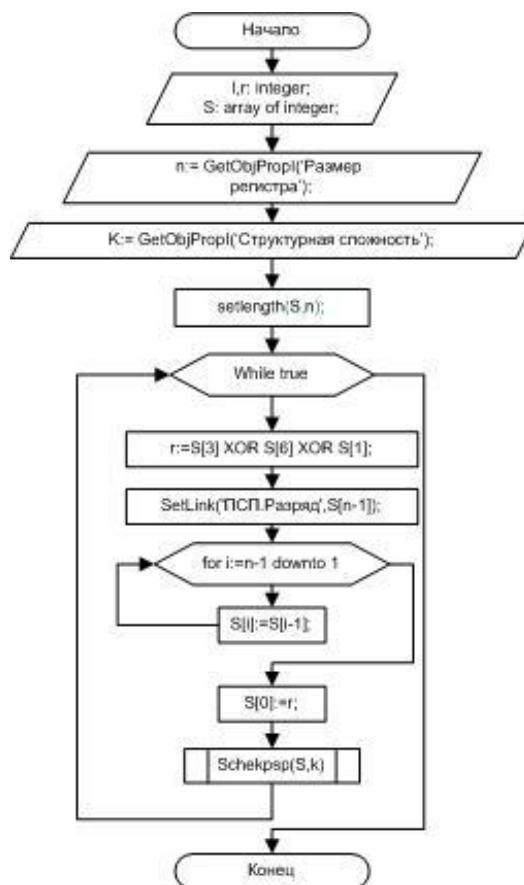 Начало
I,r: integer;
S: array of integer;
n:= GetObjPropI('Размер
регистра');
K:= GetObjPropI('Структурная сложность');
setlength(S,n);
While true
r:=S[3] XOR S[6] XOR S[1];
SetLink('ПСП.Разряд',S[n-1]);
for i:=n-1 downto 1
S[i]:=S[i-1];
S[0]:=r;
Schekpsp(S,k)
Конец